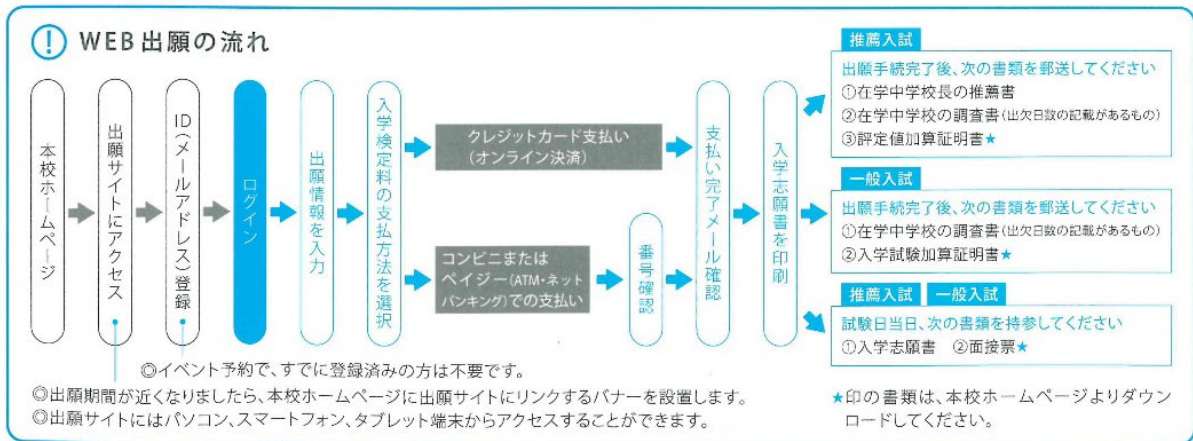 ! WEB出願の流れ
本校ホームページ
出願サイトにアクセス
ID(メールアドレス)登録
ログイン
出願情報を入力
入学検定料の支払方法を選択
クレジットカード支払い
(オンライン決済)
コンビニまたは
ペイジー(ATM・ネット
バンキング)での支払い
番号確認
支払い完了メール確認
入学志願書を印刷
推薦入試
出願手続完了後、次の書類を郵送してください
①在学中学校長の推薦書
②在学中学校の調査書(出欠日数の記載があるもの)
③評定値加算証明書★
一般入試
出願手続完了後、次の書類を郵送してください
①在学中学校の調査書(出欠日数の記載があるもの)
②入学試験加算証明書★
推薦入試 一般入試
試験日当日、次の書類を持参してください
①入学志願書 ②面接票★
◎イベント予約で、すでに登録済みの方は不要です。
◎出願期間が近くなりましたら、本校ホームページに出願サイトにリンクするバナーを設置します。
◎出願サイトにはパソコン、スマートフォン、タブレット端末からアクセスすることができます。
★印の書類は、本校ホームページよりダウン
ロードしてください。